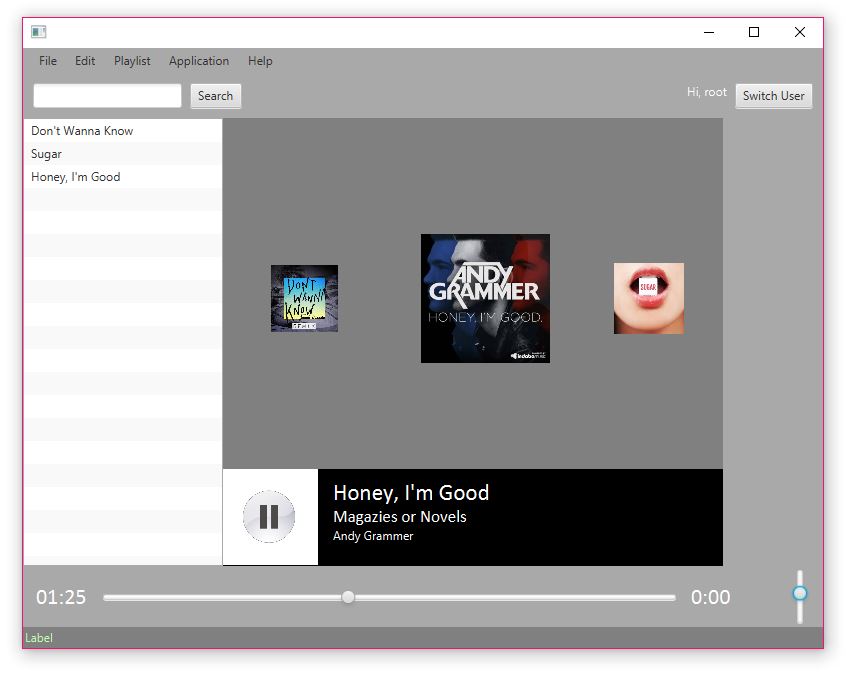 File Edit Playlist Application Help
Search
Hi, root
Switch User
Don't Wanna Know
Sugar
Honey, I'm Good
DON'T
WANNA
KNOW
REMIX
ANDY
GRAMMER
HONEY, I'M GOOD.
SUGAR
Honey, I'm Good
Magazies or Novels
Andy Grammer
01:25
0:00
Label